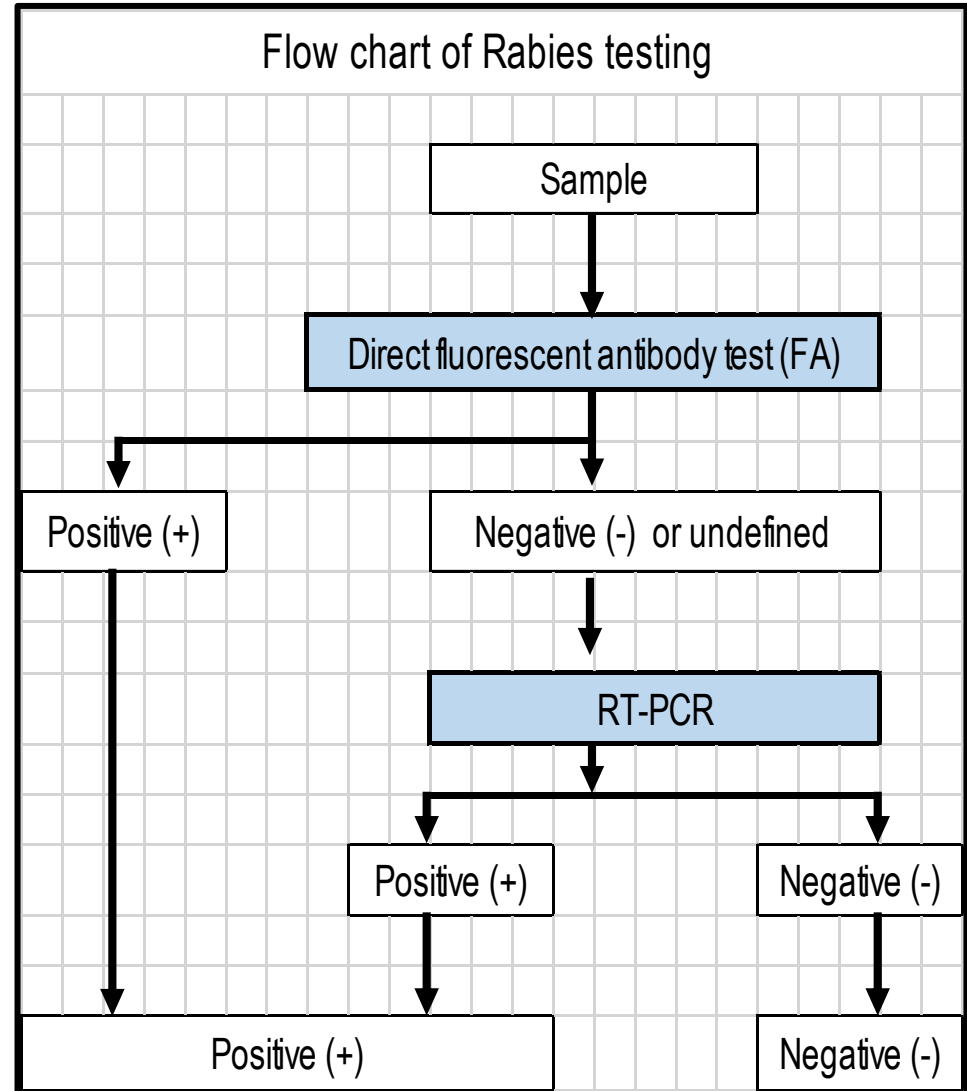 Flow chart of Rabies testing
Sample
Direct fluorescent antibody test (FA)
Positive (+)
Negative (-) or undefined
RT-PCR
Positive (+)
Negative (-)
Positive (+)
Negative (-)